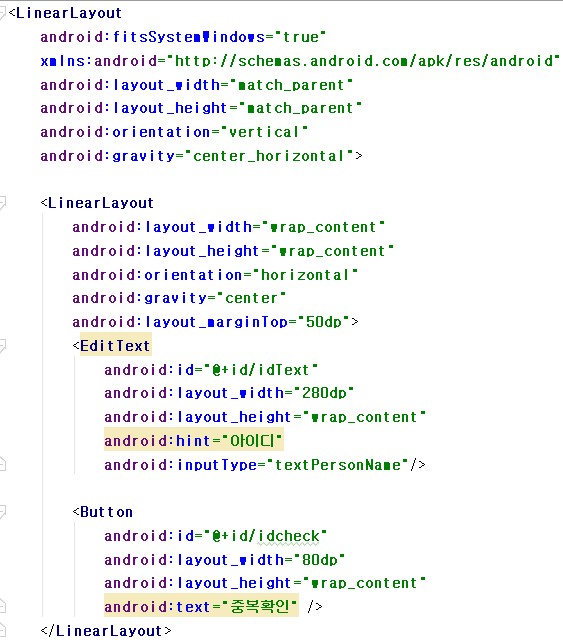 <LinearLayout
    android:fitsSystemWindows="true"
    xmlns:android="http://schemas.android.com/apk/res/android"
    android:layout_width="match_parent"
    android:layout_height="match_parent"
    android:orientation="vertical"
    android:gravity="center_horizontal">

    <LinearLayout
        android:layout_width="wrap_content"
        android:layout_height="wrap_content"
        android:orientation="horizontal"
        android:gravity="center"
        android:layout_marginTop="50dp">
        <EditText
            android:id="@+id/idText"
            android:layout_width="280dp"
            android:layout_height="wrap_content"
            android:hint="아이디"
            android:inputType="textPersonName"/>

        <Button
            android:id="@+id/idcheck"
            android:layout_width="80dp"
            android:layout_height="wrap_content"
            android:text="중복확인" />
    </LinearLayout>